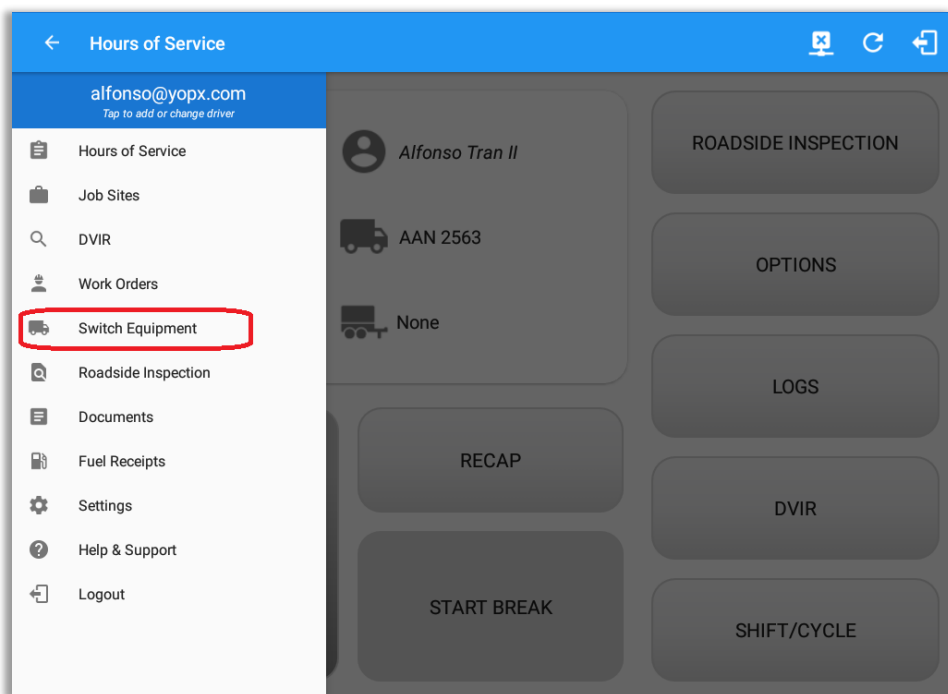 Hours of Service
alfonso@yopx.com
Tap to add or change driver
Hours of Service
Job Sites
DVIR
Work Orders
Switch Equipment
Roadside Inspection
Documents
Fuel Receipts
Settings
Help & Support
Logout
Alfonso Tran II
AAN 2563
None
RECAP
START BREAK
ROADSIDE INSPECTION
OPTIONS
LOGS
DVIR
SHIFT/CYCLE